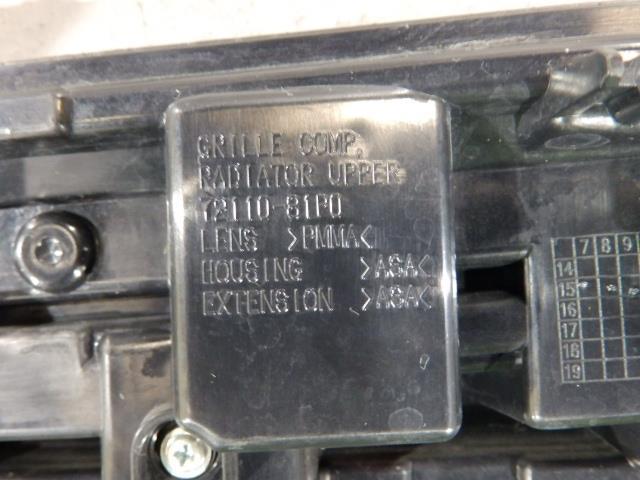 GRILLE COMP,
RADIATOR UPPER
72110-81P0
LENS >PMMA<
HOUSING >ASA<
EXTENSION >ASA<
7 8 9
14
15
16
17
18
19